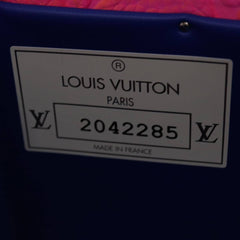 ®
LOUIS VUITTON
PARIS
LV 2042285 LV
MADE IN FRANCE